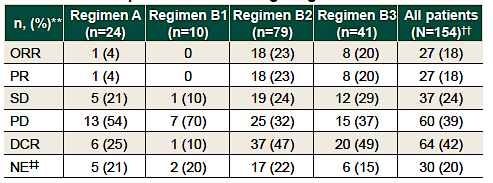 n, (%)** Regimen A (n=24) Regimen B1 (n=10) Regimen B2 (n=79) Regimen B3 (n=41) All patients (N=154)††
ORR 1 (4) 0 18 (23) 8 (20) 27 (18)
PR 1 (4) 0 18 (23) 8 (20) 27 (18)
SD 5 (21) 1 (10) 19 (24) 12 (29) 37 (24)
PD 13 (54) 7 (70) 25 (32) 15 (37) 60 (39)
DCR 6 (25) 1 (10) 37 (47) 20 (49) 64 (42)
NE‡‡ 5 (21) 2 (20) 17 (22) 6 (15) 30 (20)